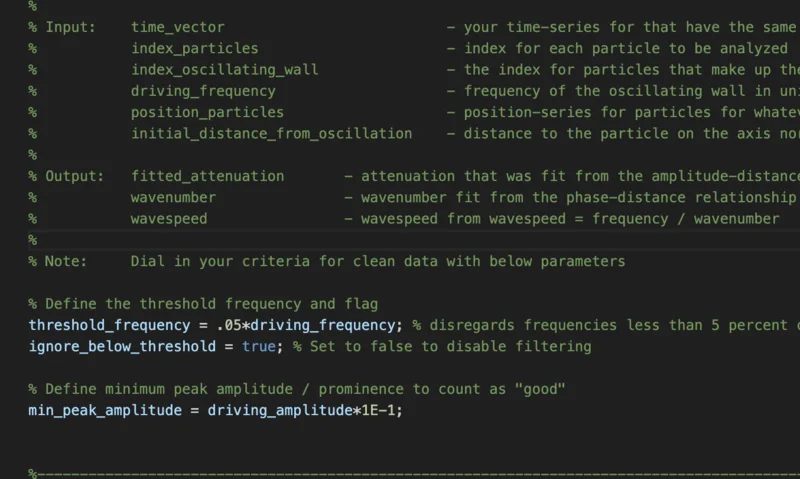 %
% Input:    time_vector                          - your time-series for that have the same
%           index_particles                      - index for each particle to be analyzed
%           index_oscillating_wall               - the index for particles that make up the
%           driving_frequency                    - frequency of the oscillating wall in
%           position_particles                   - position-series for particles for
%           initial_distance_from_oscillation    - distance to the particle on the axis
%
% Output:   fitted_attenuation       - attenuation that was fit from the amplitude-distance
%           wavenumber               - wavenumber fit from the phase-distance relationship
%           wavespeed                - wavespeed from wavespeed = frequency / wavenumber
%
% Note:     Dial in your criteria for clean data with below parameters
% Define the threshold frequency and flag
threshold_frequency = .05*driving_frequency; % disregards frequencies less than 5 percent
ignore_below_threshold = true; % Set to false to disable filtering
% Define minimum peak amplitude / prominence to count as "good"
min_peak_amplitude = driving_amplitude*1E-1;
%------------------------------------------------------------------------------------------